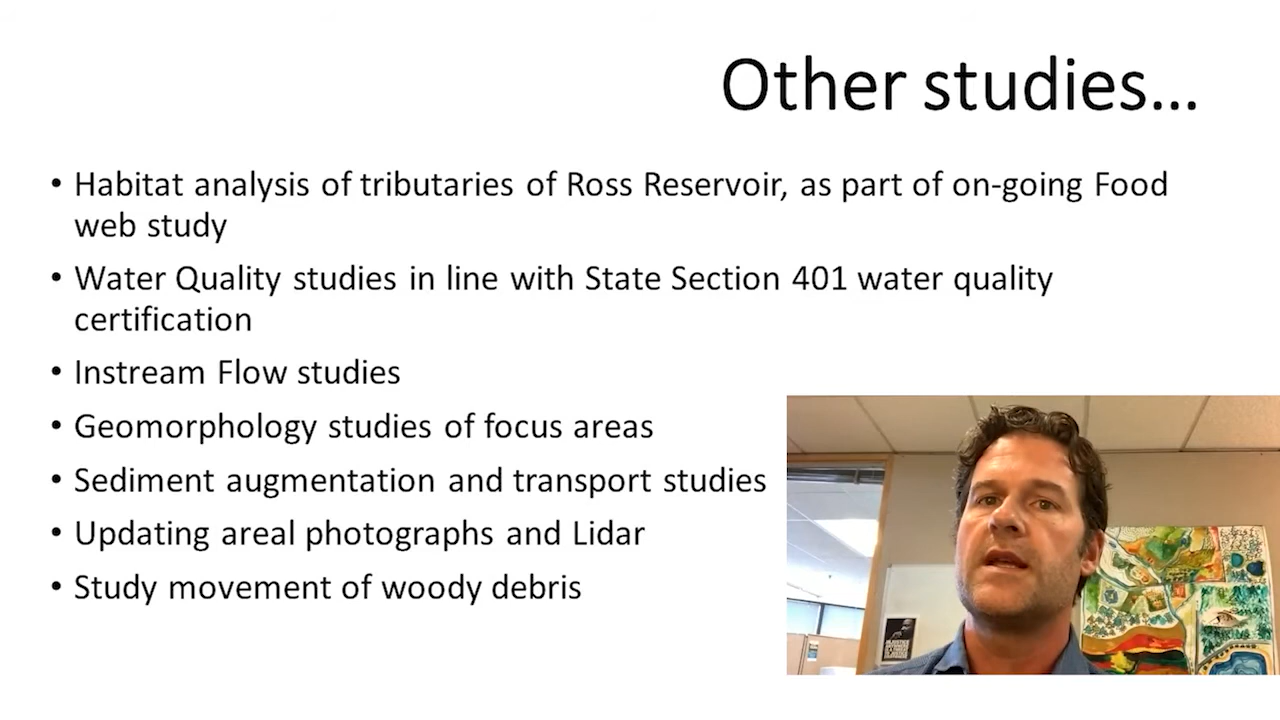 Other studies...
• Habitat analysis of tributaries of Ross Reservoir, as part of on-going Food
web study
• Water Quality studies in line with State Section 401 water quality
certification
• Instream Flow studies
• Geomorphology studies of focus areas
• Sediment augmentation and transport studies
• Updating areal photographs and Lidar
• Study movement of woody debris